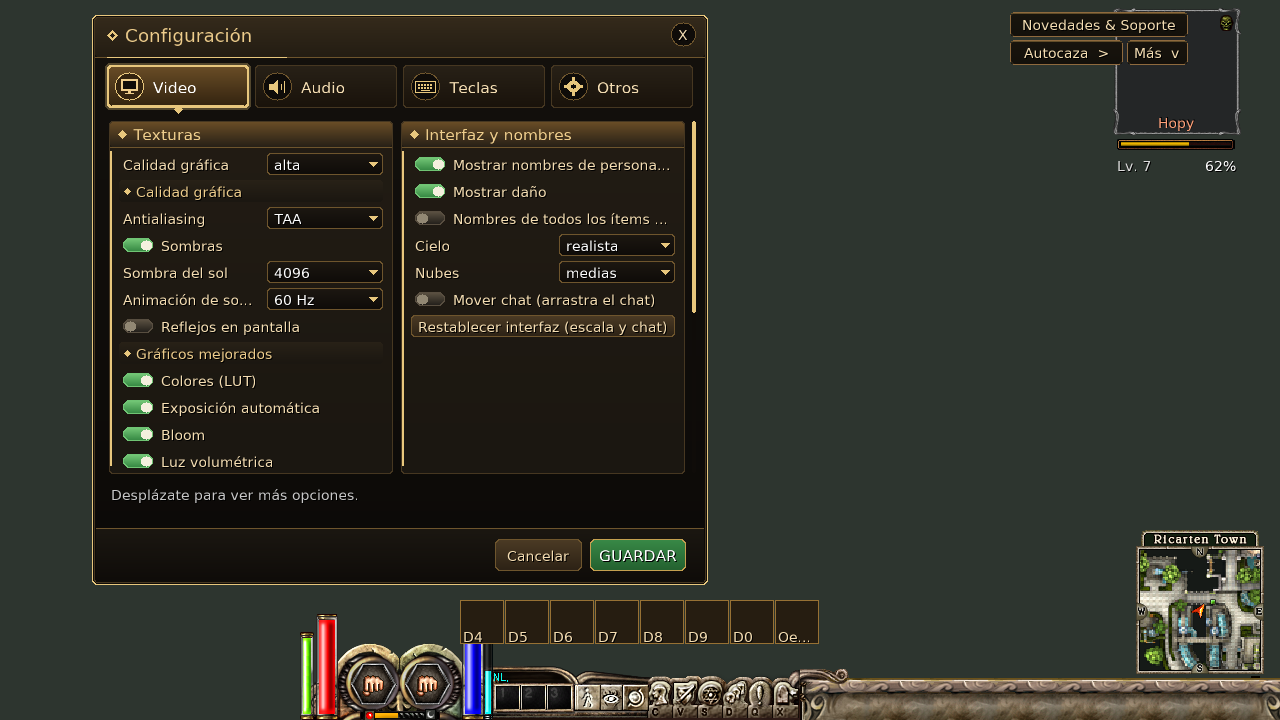 Configuración
X
Video
Audio
Teclas
Otros
Texturas
Calidad gráfica
alta
Calidad gráfica
Antialiasing
TAA
Sombras
Sombra del sol
4096
Animación de so...
60 Hz
Reflejos en pantalla
Gráficos mejorados
Colores (LUT)
Exposición automática
Bloom
Luz volumétrica
Interfaz y nombres
Mostrar nombres de persona...
Mostrar daño
Nombres de todos los ítems ...
Cielo
realista
Nubes
medias
Mover chat (arrastra el chat)
Restablecer interfaz (escala y chat)
Desplázate para ver más opciones.
Cancelar
GUARDAR
Novedades & Soporte
Autocaza >
Más v
Hopy
Lv. 7
62%
Ricarten Town
N
W
E
S
D4
D5
D6
D7
D8
D9
D0
Oe...
NL,
1
2
3
C
V
S
D
Q
X